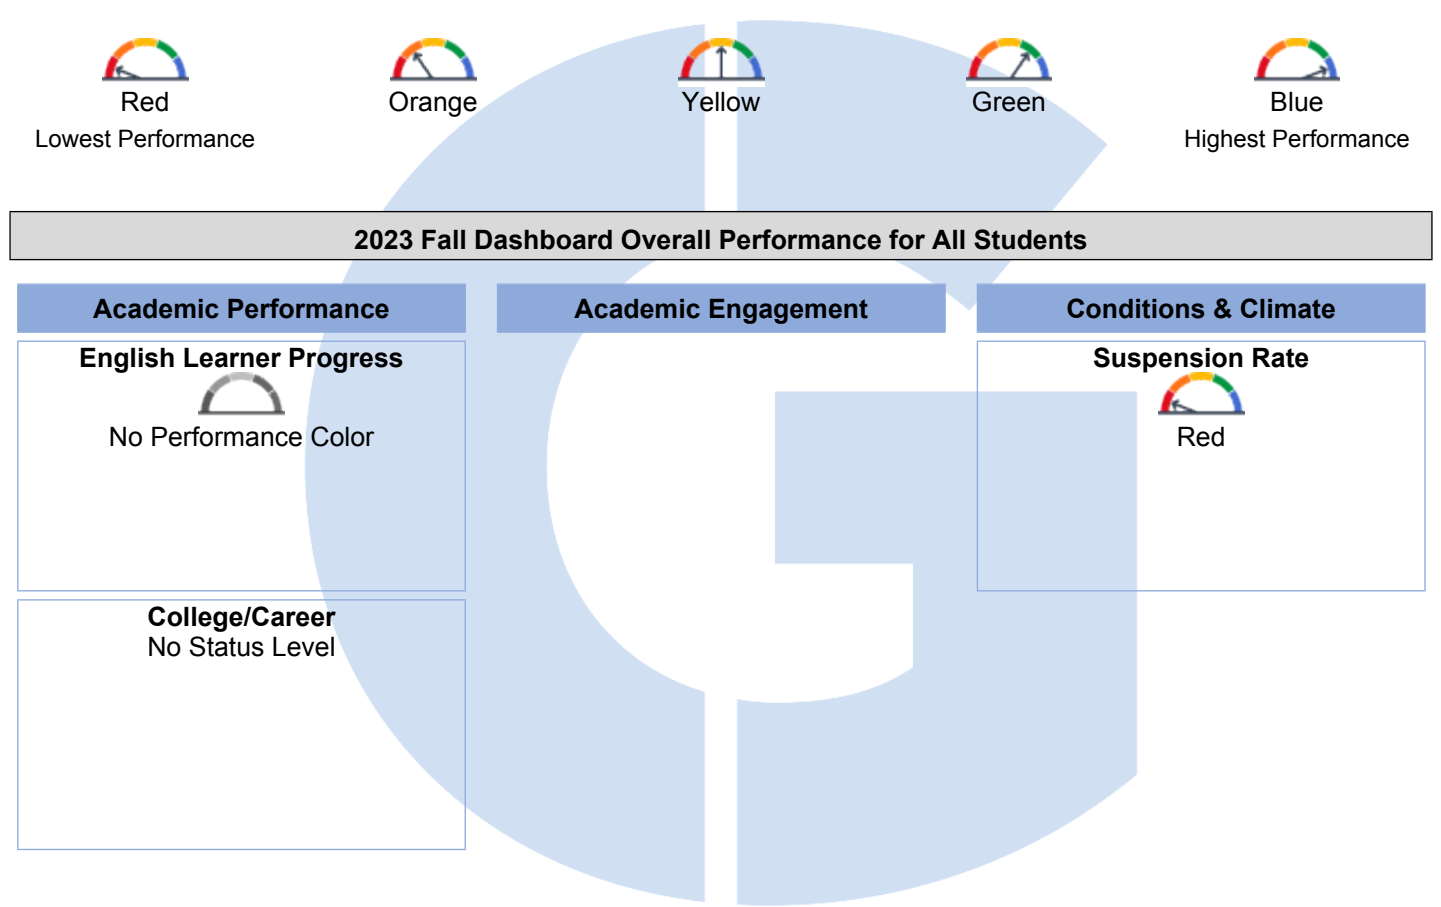 Red
Lowest Performance
Orange
Yellow
Green
Blue
Highest Performance
2023 Fall Dashboard Overall Performance for All Students
Academic Performance
Academic Engagement
Conditions & Climate
English Learner Progress
No Performance Color
Suspension Rate
Red
College/Career
No Status Level